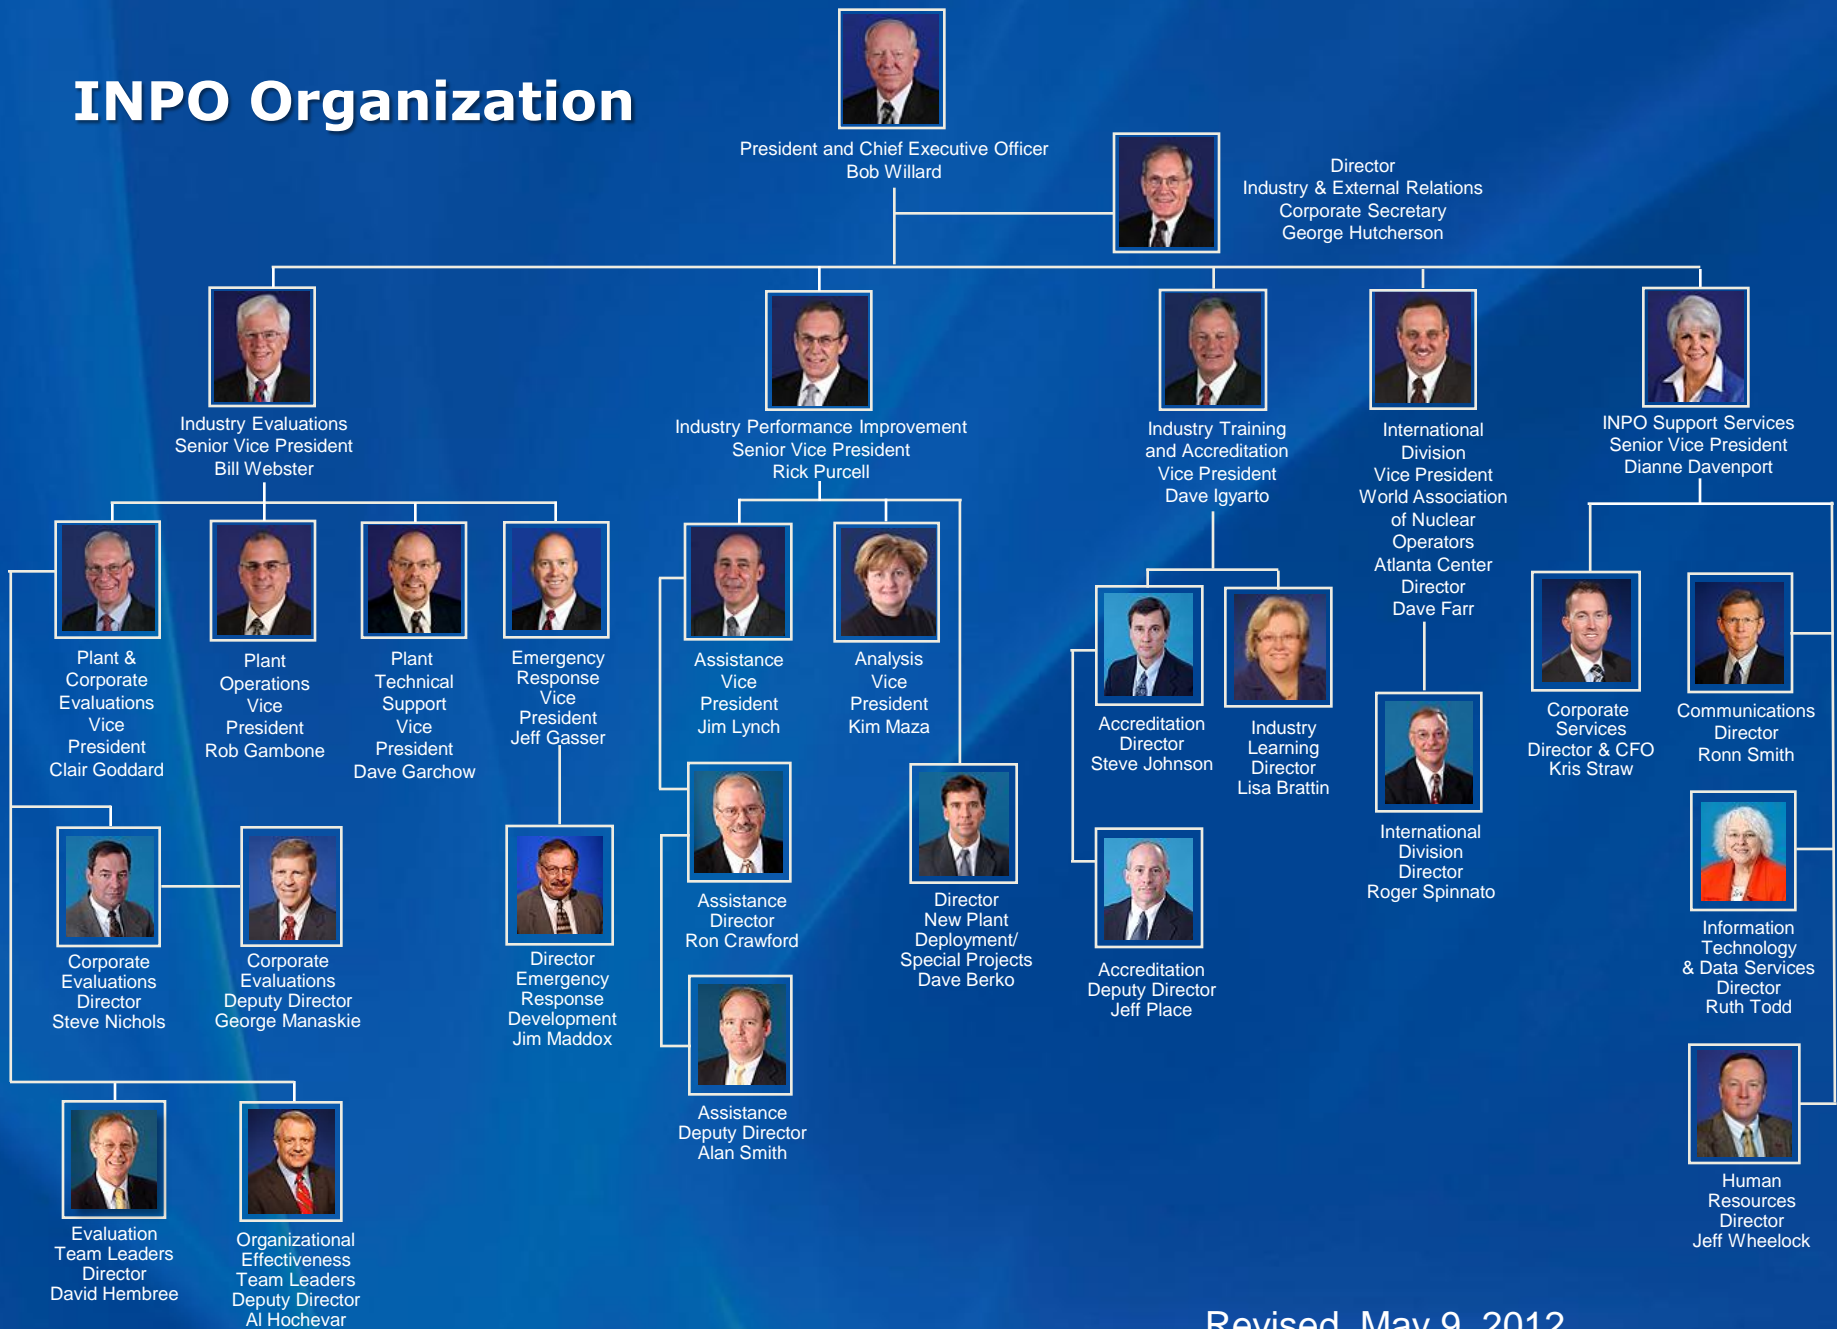 INPO Organization
President and Chief Executive Officer
Bob Willard
Director
Industry & External Relations
Corporate Secretary
George Hutcherson
Industry Evaluations
Senior Vice President
Bill Webster
Industry Performance Improvement
Senior Vice President
Rick Purcell
Industry Training
and Accreditation
Vice President
Dave Igyarto
International
Division
Vice President
World Association
of Nuclear
Operators
Atlanta Center
Director
Dave Farr
INPO Support Services
Senior Vice President
Dianne Davenport
Plant &
Corporate
Evaluations
Vice
President
Clair Goddard
Plant
Operations
Vice
President
Rob Gambone
Plant
Technical
Support
Vice
President
Dave Garchow
Emergency
Response
Vice
President
Jeff Gasser
Assistance
Vice
President
Jim Lynch
Analysis
Vice
President
Kim Maza
Accreditation
Director
Steve Johnson
Industry
Learning
Director
Lisa Brattin
International
Division
Director
Roger Spinnato
Corporate
Services
Director & CFO
Kris Straw
Communications
Director
Ronn Smith
Corporate
Evaluations
Director
Steve Nichols
Corporate
Evaluations
Deputy Director
George Manaskie
Director
Emergency
Response
Development
Jim Maddox
Assistance
Director
Ron Crawford
Director
New Plant
Deployment/
Special Projects
Dave Berko
Accreditation
Deputy Director
Jeff Place
Information
Technology
& Data Services
Director
Ruth Todd
Assistance
Deputy Director
Alan Smith
Human
Resources
Director
Jeff Wheelock
Evaluation
Team Leaders
Director
David Hembree
Organizational
Effectiveness
Team Leaders
Deputy Director
Al Hochevar
Revised May 9, 2012